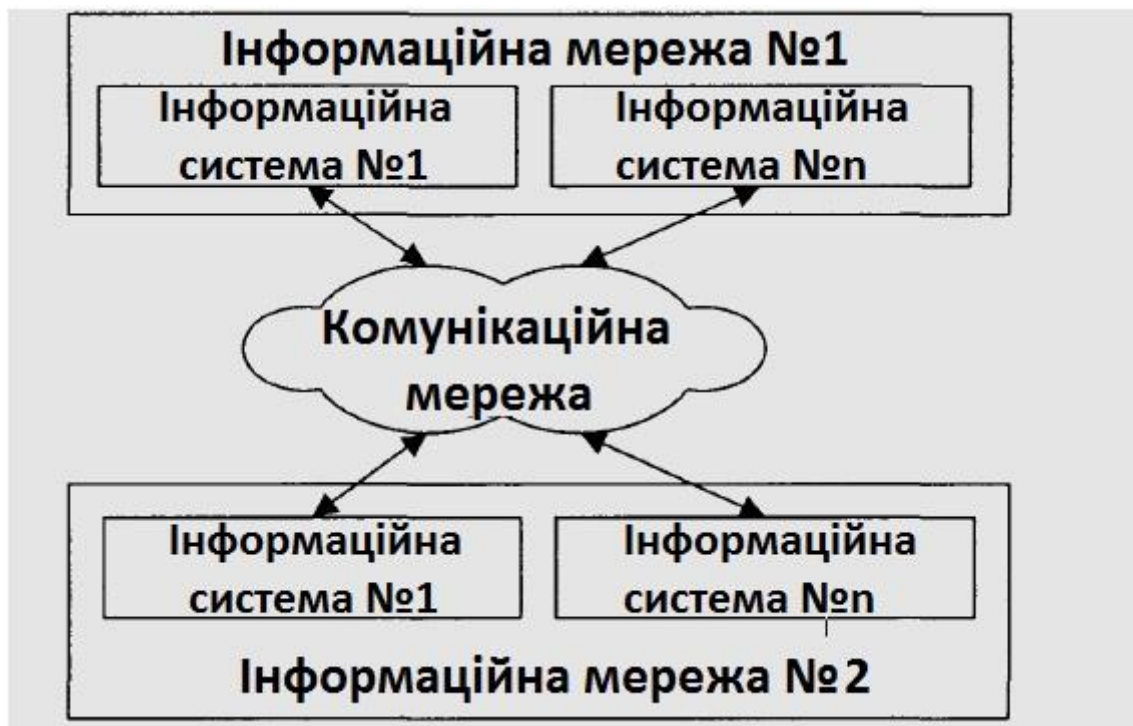 Інформаційна мережа №1
Інформаційна
система №1
Інформаційна
система №n
Комунікаційна
мережа
Інформаційна
система №1
Інформаційна
система №n
Інформаційна мережа №2